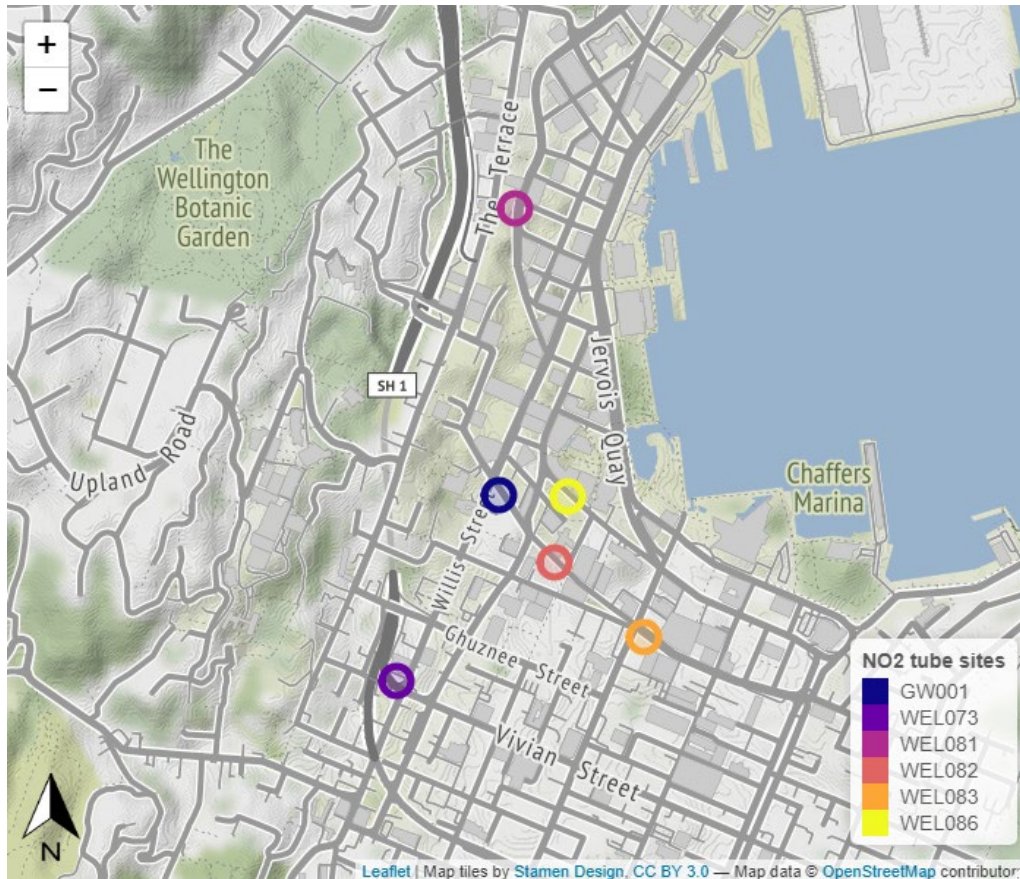 +
−
The
Wellington
Botanic
Garden
The Terrace
SH 1
Jervois Quay
Upland Road
Chaffers
Marina
Willis Street
Ghuznee Street
Vivian Street
NO2 tube sites
GW001
WEL073
WEL081
WEL082
WEL083
WEL086
N
Leaflet | Map tiles by Stamen Design, CC BY 3.0 — Map data © OpenStreetMap contributor